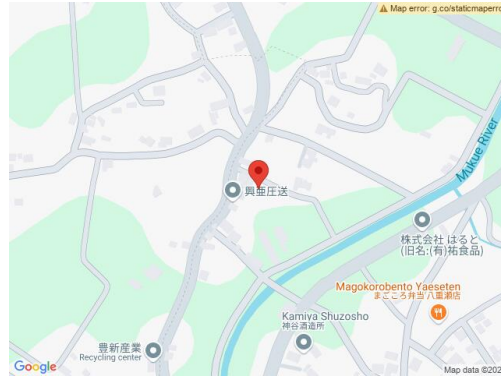 Map error: g.co/staticmaperro
Mukue River
興亜圧送
株式会社 はると
(旧名:(有)祐食品)
Magokorobento Yaeseten
まごころ弁当 八重瀬店
Kamiya Shuzosho
神谷酒造所
豊新産業
Recycling center
Google
Map data ©202